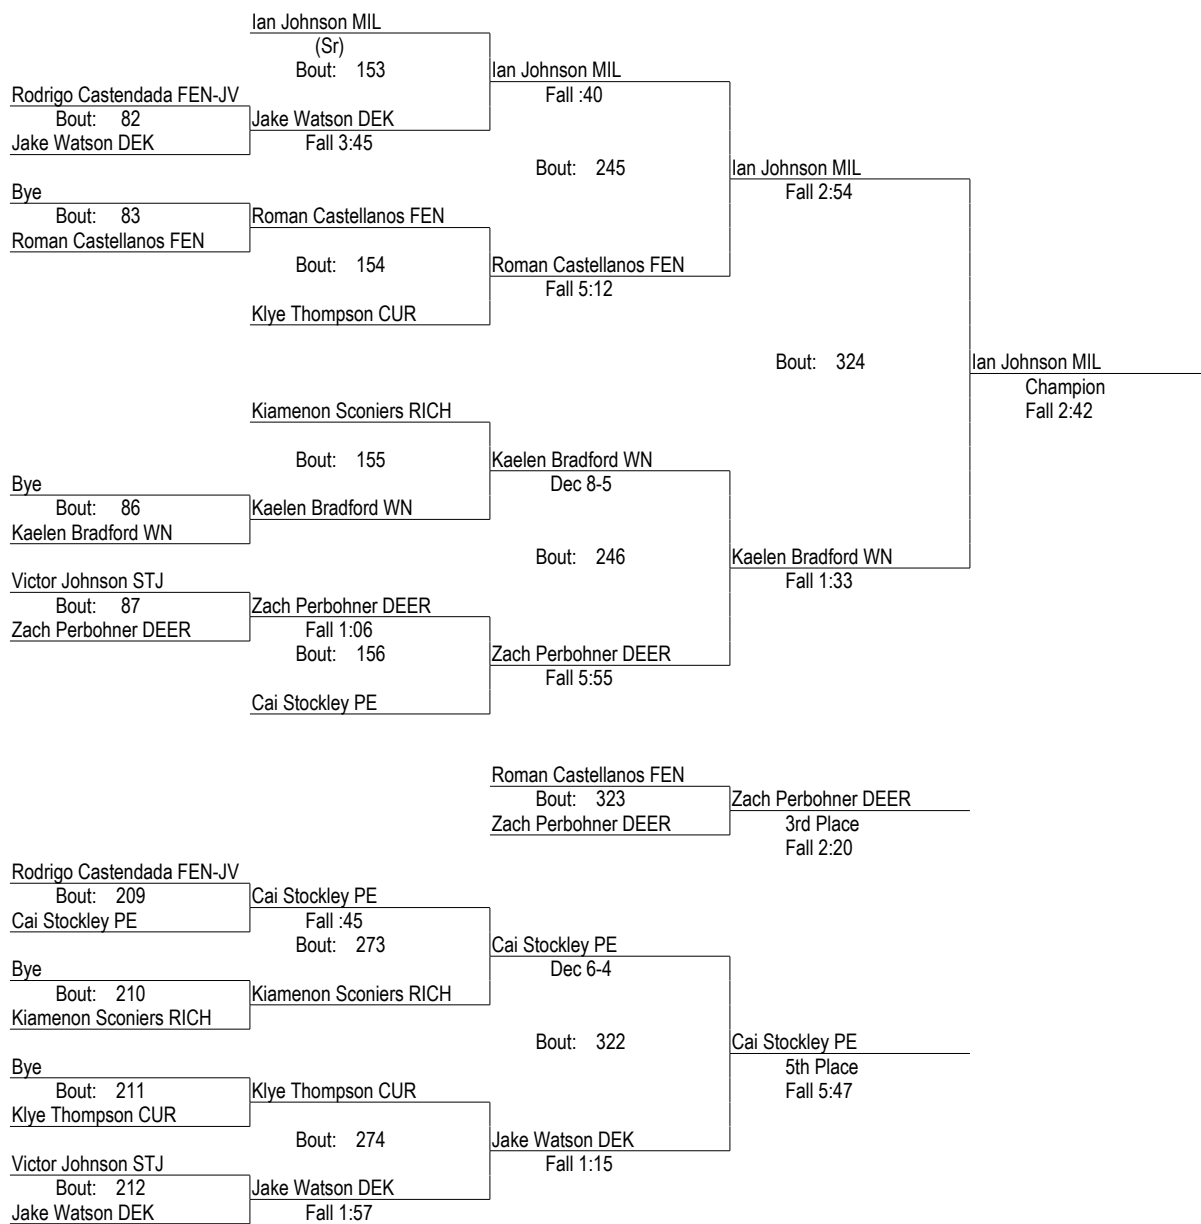 Ian Johnson MIL
(Sr)
Bout: 153
Ian Johnson MIL
Rodrigo Castendada FEN-JV
Fall :40
Bout: 82
Jake Watson DEK
Jake Watson DEK
Fall 3:45
Bout: 245
Ian Johnson MIL
Bye
Fall 2:54
Bout: 83
Roman Castellanos FEN
Roman Castellanos FEN
Bout: 154
Roman Castellanos FEN
Fall 5:12
Klye Thompson CUR
Bout: 324
Ian Johnson MIL
Champion
Kiamenon Sconiers RICH
Fall 2:42
Bout: 155
Kaelen Bradford WN
Bye
Dec 8-5
Bout: 86
Kaelen Bradford WN
Kaelen Bradford WN
Bout: 246
Kaelen Bradford WN
Victor Johnson STJ
Fall 1:33
Bout: 87
Zach Perbohner DEER
Zach Perbohner DEER
Fall 1:06
Bout: 156
Zach Perbohner DEER
Fall 5:55
Cai Stockley PE
Roman Castellanos FEN
Bout: 323
Zach Perbohner DEER
Zach Perbohner DEER
3rd Place
Fall 2:20
Rodrigo Castendada FEN-JV
Bout: 209
Cai Stockley PE
Cai Stockley PE
Fall :45
Bout: 273
Cai Stockley PE
Bye
Dec 6-4
Bout: 210
Kiamenon Sconiers RICH
Kiamenon Sconiers RICH
Bout: 322
Cai Stockley PE
Bye
5th Place
Bout: 211
Klye Thompson CUR
Fall 5:47
Klye Thompson CUR
Bout: 274
Jake Watson DEK
Victor Johnson STJ
Fall 1:15
Bout: 212
Jake Watson DEK
Jake Watson DEK
Fall 1:57